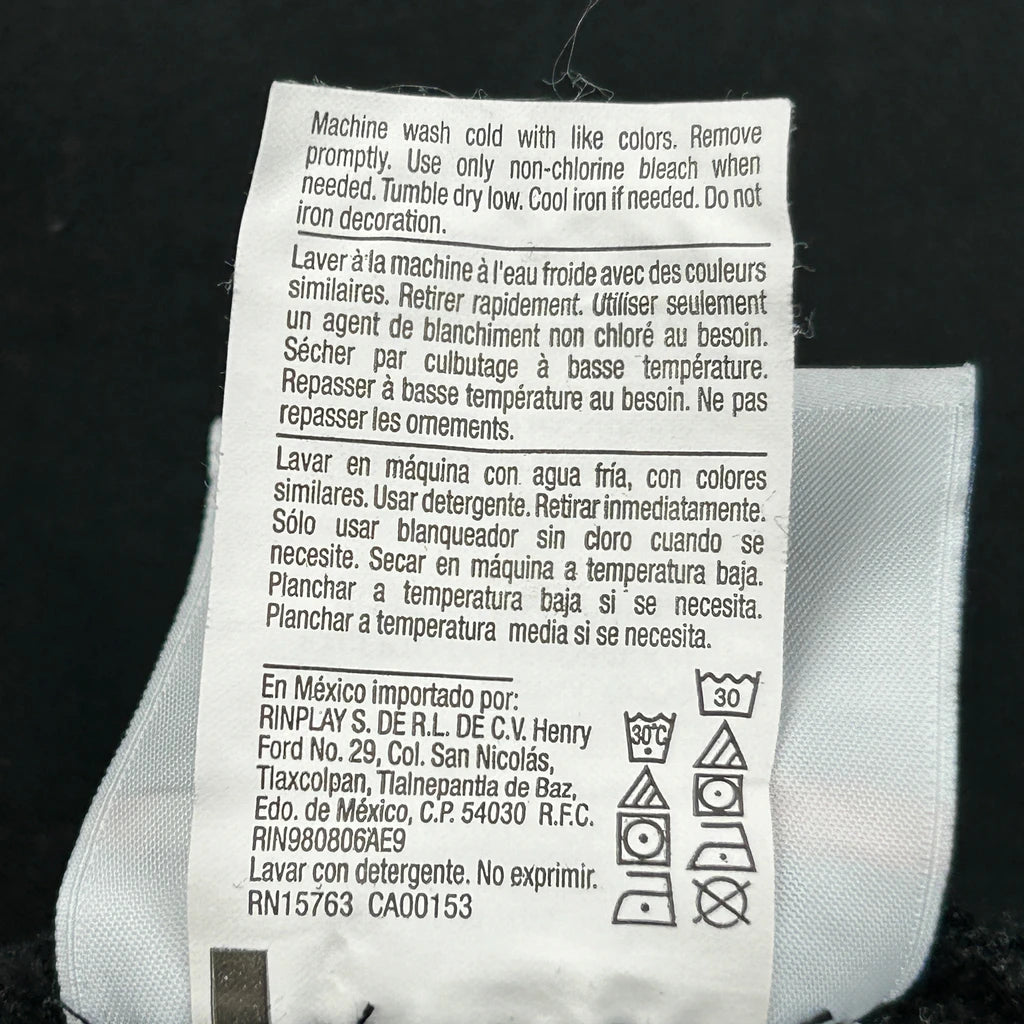 Machine wash cold with like colors. Remove
promptly. Use only non-chlorine bleach when
needed. Tumble dry low. Cool iron if needed. Do not
iron decoration.
Laver à la machine à l'eau froide avec des couleurs
similaires. Retirer rapidement. Utiliser seulement
un agent de blanchiment non chloré au besoin.
Sécher par culbutage à basse température.
Repasser à basse température au besoin. Ne pas
repasser les ornements.
Lavar en máquina con agua fría, con colores
similares. Usar detergente. Retirar inmediatamente.
Sólo usar blanqueador sin cloro cuando se
necesite. Secar en máquina a temperatura baja.
Planchar a temperatura baja si se necesita.
Planchar a temperatura media si se necesita.
En México importado por:
RINPLAY S. DE R.L. DE C.V. Henry
Ford No. 29, Col. San Nicolás,
Tlaxcolpan, Tlalnepantla de Baz,
Edo. de México, C.P. 54030 R.F.C.
RIN980806AE9
Lavar con detergente. No exprimir.
RN15763 CA00153
30°C
30